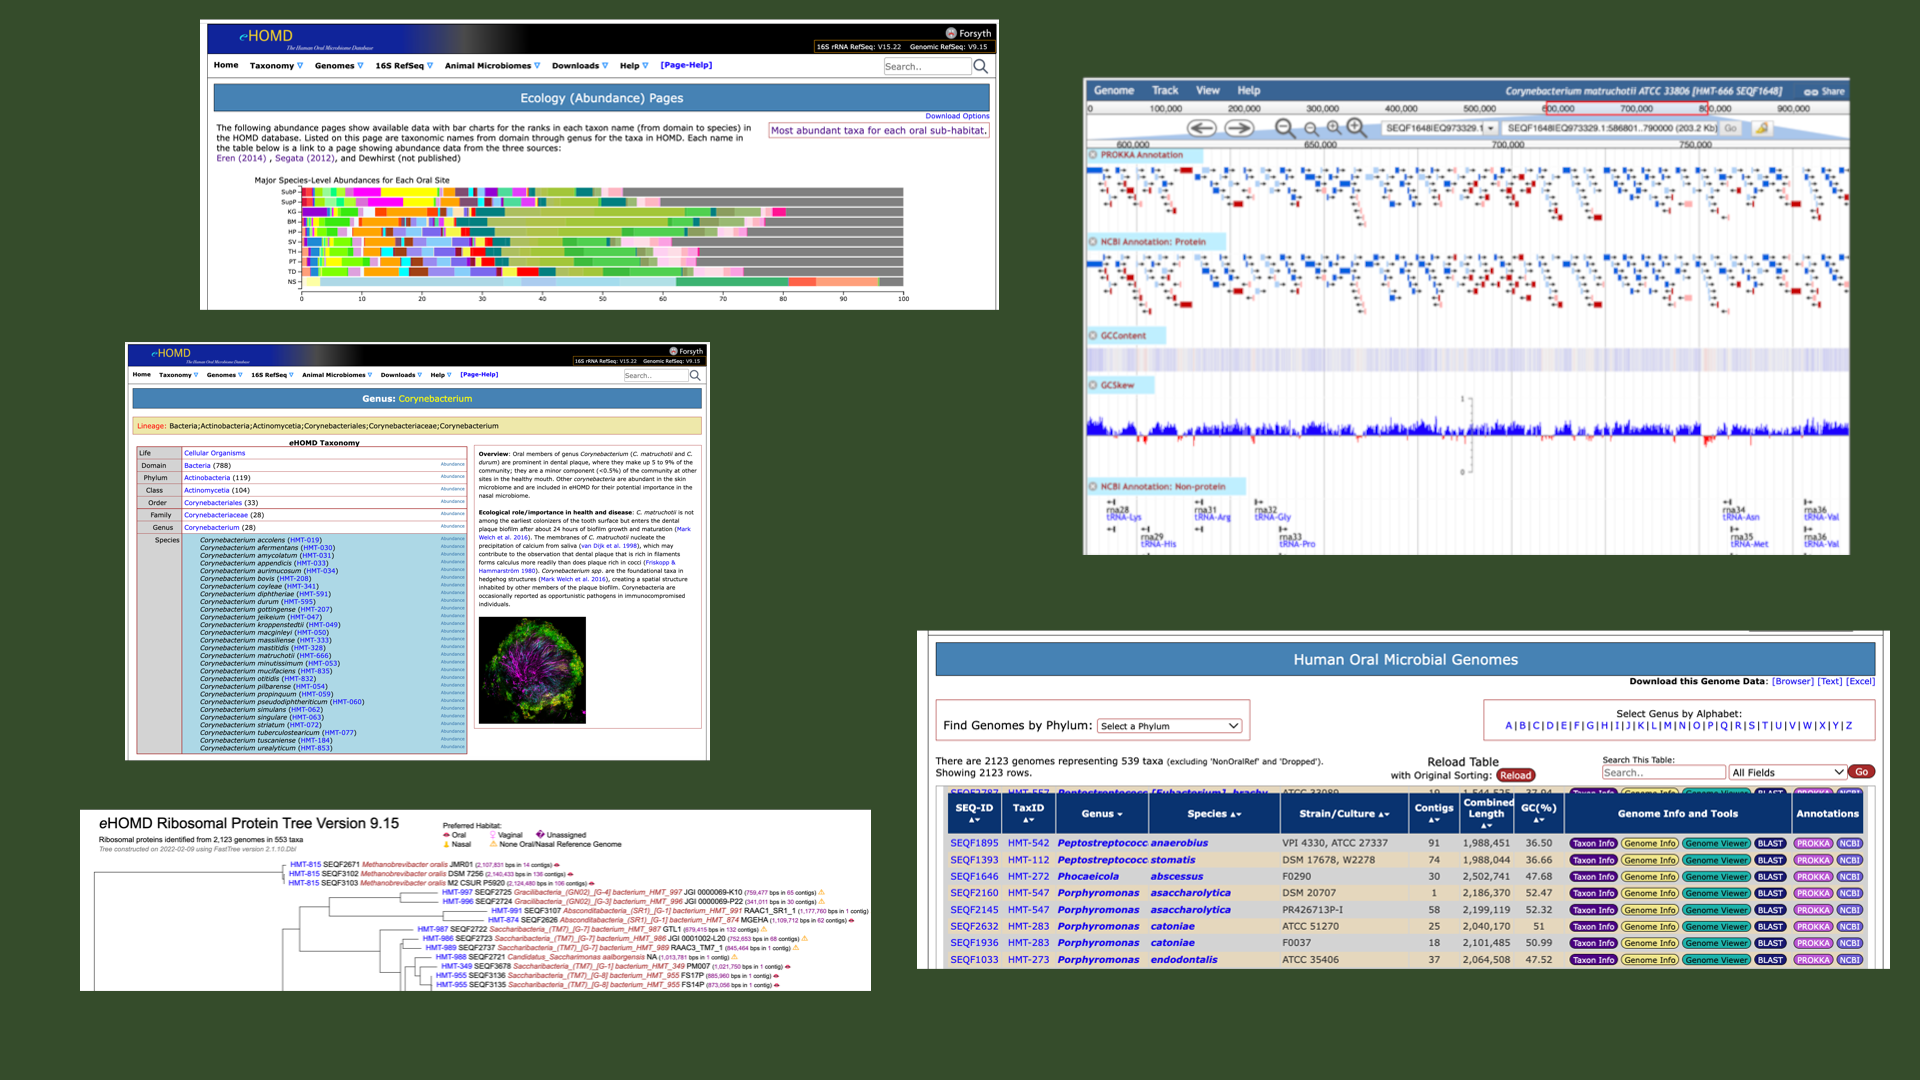 eHOMD
The Human Oral Microbiome Database
Forsyth
16S rRNA RefSeq: V15.22 Genomic RefSeq: V9.15
Home Taxonomy Genomes 16S RefSeq Animal Microbiomes Downloads Help [Page-Help] Search..
Ecology (Abundance) Pages
Download Options
The following abundance pages show available data with bar charts for the ranks in each taxon name (from domain to species) in
the HOMD database. Listed on this page are taxonomic names from domain through genus for the taxa in HOMD. Each name in
the table below is a link to a page showing abundance data from the three sources:
Eren (2014) , Segata (2012), and Dewhirst (not published)
Most abundant taxa for each oral sub-habitat.
Major Species-Level Abundances for Each Oral Site
SubP
SupP
KG
BM
HP
SV
TH
PT
TD
NS
0 10 20 30 40 50 60 70 80 90 100
Genome Track View Help Corynebacterium matruchotii ATCC 33806 [HMT-666 SEQF1648] Share
0 100,000 200,000 300,000 400,000 500,000 600,000 700,000 800,000 900,000
SEQF1648|EQ973329.1 SEQF1648|EQ973329.1:586801..790000 (203.2 Kb) Go
600,000 650,000 700,000 750,000
PROKKA Annotation
NCBI Annotation: Protein
GCContent
GCSkew
1
0
NCBI Annotation: Non-protein
rna28 rna31 rna32 rna34 rna36
tRNA-Lys tRNA-Arg tRNA-Gly tRNA-Asn tRNA-Val
rna29 rna33 rna35 rna36
tRNA-His tRNA-Pro tRNA-Met tRNA-Val
eHOMD
The Human Oral Microbiome Database
Forsyth
16S rRNA RefSeq: V15.22 Genomic RefSeq: V9.15
Home Taxonomy Genomes 16S RefSeq Animal Microbiomes Downloads Help [Page-Help] Search..
Genus: Corynebacterium
Lineage: Bacteria;Actinobacteria;Actinomycetia;Corynebacteriales;Corynebacteriaceae;Corynebacterium
eHOMD Taxonomy
Life Cellular Organisms
Domain Bacteria (788) Abundance
Phylum Actinobacteria (119) Abundance
Class Actinomycetia (104) Abundance
Order Corynebacteriales (33) Abundance
Family Corynebacteriaceae (28) Abundance
Genus Corynebacterium (28) Abundance
Species Corynebacterium accolens (HMT-019) Abundance
Corynebacterium afermentans (HMT-030) Abundance
Corynebacterium amycolatum (HMT-031) Abundance
Corynebacterium appendicis (HMT-033) Abundance
Corynebacterium aurimucosum (HMT-034) Abundance
Corynebacterium bovis (HMT-208) Abundance
Corynebacterium coyleae (HMT-341) Abundance
Corynebacterium diphtheriae (HMT-591) Abundance
Corynebacterium durum (HMT-595) Abundance
Corynebacterium gottingense (HMT-207) Abundance
Corynebacterium jeikeium (HMT-047) Abundance
Corynebacterium kroppenstedtii (HMT-049) Abundance
Corynebacterium macginleyi (HMT-050) Abundance
Corynebacterium massiliense (HMT-333) Abundance
Corynebacterium mastitidis (HMT-328) Abundance
Corynebacterium matruchotii (HMT-666) Abundance
Corynebacterium minutissimum (HMT-053) Abundance
Corynebacterium mucifaciens (HMT-835) Abundance
Corynebacterium otitidis (HMT-832) Abundance
Corynebacterium pilbarense (HMT-054) Abundance
Corynebacterium propinquum (HMT-059) Abundance
Corynebacterium pseudodiphtheriticum (HMT-060) Abundance
Corynebacterium simulans (HMT-062) Abundance
Corynebacterium singulare (HMT-063) Abundance
Corynebacterium striatum (HMT-072) Abundance
Corynebacterium tuberculostearicum (HMT-077) Abundance
Corynebacterium tuscaniense (HMT-184) Abundance
Corynebacterium urealyticum (HMT-853) Abundance
Overview: Oral members of genus Corynebacterium (C. matruchotii and C.
durum) are prominent in dental plaque, where they make up 5 to 9% of the
community; they are a minor component (<0.5%) of the community at other
sites in the healthy mouth. Other corynebacteria are abundant in the skin
microbiome and are included in eHOMD for their potential importance in the
nasal microbiome.
Ecological role/importance in health and disease: C. matruchotii is not
among the earliest colonizers of the tooth surface but enters the dental
plaque biofilm after about 24 hours of biofilm growth and maturation (Mark
Welch et al. 2016). The membranes of C. matruchotii nucleate the
precipitation of calcium from saliva (van Dijk et al. 1998), which may
contribute to the observation that dental plaque that is rich in filaments
forms calculus more readily than does plaque rich in cocci (Friskopp &
Hammarström 1980). Corynebacterium spp. are the foundational taxa in
hedgehog structures (Mark Welch et al. 2016), creating a spatial structure
inhabited by other members of the plaque biofilm. Corynebacteria are
occasionally reported as opportunistic pathogens in immunocompromised
individuals.
Human Oral Microbial Genomes
Download this Genome Data: [Browser] [Text] [Excel]
Find Genomes by Phylum: Select a Phylum
Select Genus by Alphabet:
A|B|C|D|E|F|G|H|I|J|K|L|M|N|O|P|Q|R|S|T|U|V|W|X|Y|Z
There are 2123 genomes representing 539 taxa (excluding 'NonOralRef' and 'Dropped').
Showing 2123 rows.
Reload Table
with Original Sorting: Reload
Search This Table:
Search.. All Fields Go
SEQ-ID TaxID Genus Species Strain/Culture Contigs Combined Length GC(%) Genome Info and Tools Annotations
SEQF1895 HMT-542 Peptostreptococc anaerobius VPI 4330, ATCC 27337 91 1,988,451 36.50 Taxon Info Genome Info Genome Viewer BLAST PROKKA NCBI
SEQF1393 HMT-112 Peptostreptococc stomatis DSM 17678, W2278 74 1,988,044 36.66 Taxon Info Genome Info Genome Viewer BLAST PROKKA NCBI
SEQF1646 HMT-272 Phocaeicola abscessus F0290 30 2,502,741 47.68 Taxon Info Genome Info Genome Viewer BLAST PROKKA NCBI
SEQF2160 HMT-547 Porphyromonas asaccharolytica DSM 20707 1 2,186,370 52.47 Taxon Info Genome Info Genome Viewer BLAST PROKKA NCBI
SEQF2145 HMT-547 Porphyromonas asaccharolytica PR426713P-I 58 2,199,119 52.32 Taxon Info Genome Info Genome Viewer BLAST PROKKA NCBI
SEQF2632 HMT-283 Porphyromonas catoniae ATCC 51270 25 2,040,170 51 Taxon Info Genome Info Genome Viewer BLAST PROKKA NCBI
SEQF1936 HMT-283 Porphyromonas catoniae F0037 18 2,101,485 50.99 Taxon Info Genome Info Genome Viewer BLAST PROKKA NCBI
SEQF1033 HMT-273 Porphyromonas endodontalis ATCC 35406 37 2,064,508 47.52 Taxon Info Genome Info Genome Viewer BLAST PROKKA NCBI
eHOMD Ribosomal Protein Tree Version 9.15
Ribosomal proteins identified from 2,123 genomes in 553 taxa
Tree constructed on 2022-02-09 using FastTree version 2.1.10.Dbl
Preferred Habitat:
Oral Vaginal Unassigned
Nasal None Oral/Nasal Reference Genome
HMT-815 SEQF2671 Methanobrevibacter oralis JMR01 (2,107,831 bps in 14 contigs)
HMT-815 SEQF3102 Methanobrevibacter oralis DSM 7256 (2,140,433 bps in 136 contigs)
HMT-815 SEQF3103 Methanobrevibacter oralis M2 CSUR P5920 (2,124,480 bps in 106 contigs)
HMT-997 SEQF2725 Gracilibacteria_(GN02)_[G-4] bacterium_HMT_997 JGI 0000069-K10 (759,477 bps in 65 contigs)
HMT-996 SEQF2724 Gracilibacteria_(GN02)_[G-3] bacterium_HMT_996 JGI 0000069-P22 (341,011 bps in 30 contigs)
HMT-991 SEQF3107 Absconditabacteria_(SR1)_[G-1] bacterium_HMT_991 RAAC1_SR1_1 (1,177,760 bps in 1 contig)
HMT-874 SEQF2626 Absconditabacteria_(SR1)_[G-1] bacterium_HMT_874 MGEHA (1,109,712 bps in 62 contigs)
HMT-987 SEQF2722 Saccharibacteria_(TM7)_[G-7] bacterium_HMT_987 GTL1 (679,415 bps in 132 contigs)
HMT-986 SEQF2723 Saccharibacteria_(TM7)_[G-7] bacterium_HMT_986 JGI 0001002-L20 (752,653 bps in 68 contigs)
HMT-989 SEQF2737 Saccharibacteria_(TM7)_[G-7] bacterium_HMT_989 RAAC3_TM7_1 (845,464 bps in 1 contig)
HMT-988 SEQF2721 Candidatus_Saccharimonas aalborgensis NA (1,013,781 bps in 1 contig)
HMT-349 SEQF3678 Saccharibacteria_(TM7)_[G-1] bacterium_HMT_349 PM007 (1,021,750 bps in 1 contig)
HMT-955 SEQF3136 Saccharibacteria_(TM7)_[G-8] bacterium_HMT_955 FS17P (885,960 bps in 1 contig)
HMT-955 SEQF3135 Saccharibacteria_(TM7)_[G-8] bacterium_HMT_955 FS14P (873,056 bps in 1 contig)